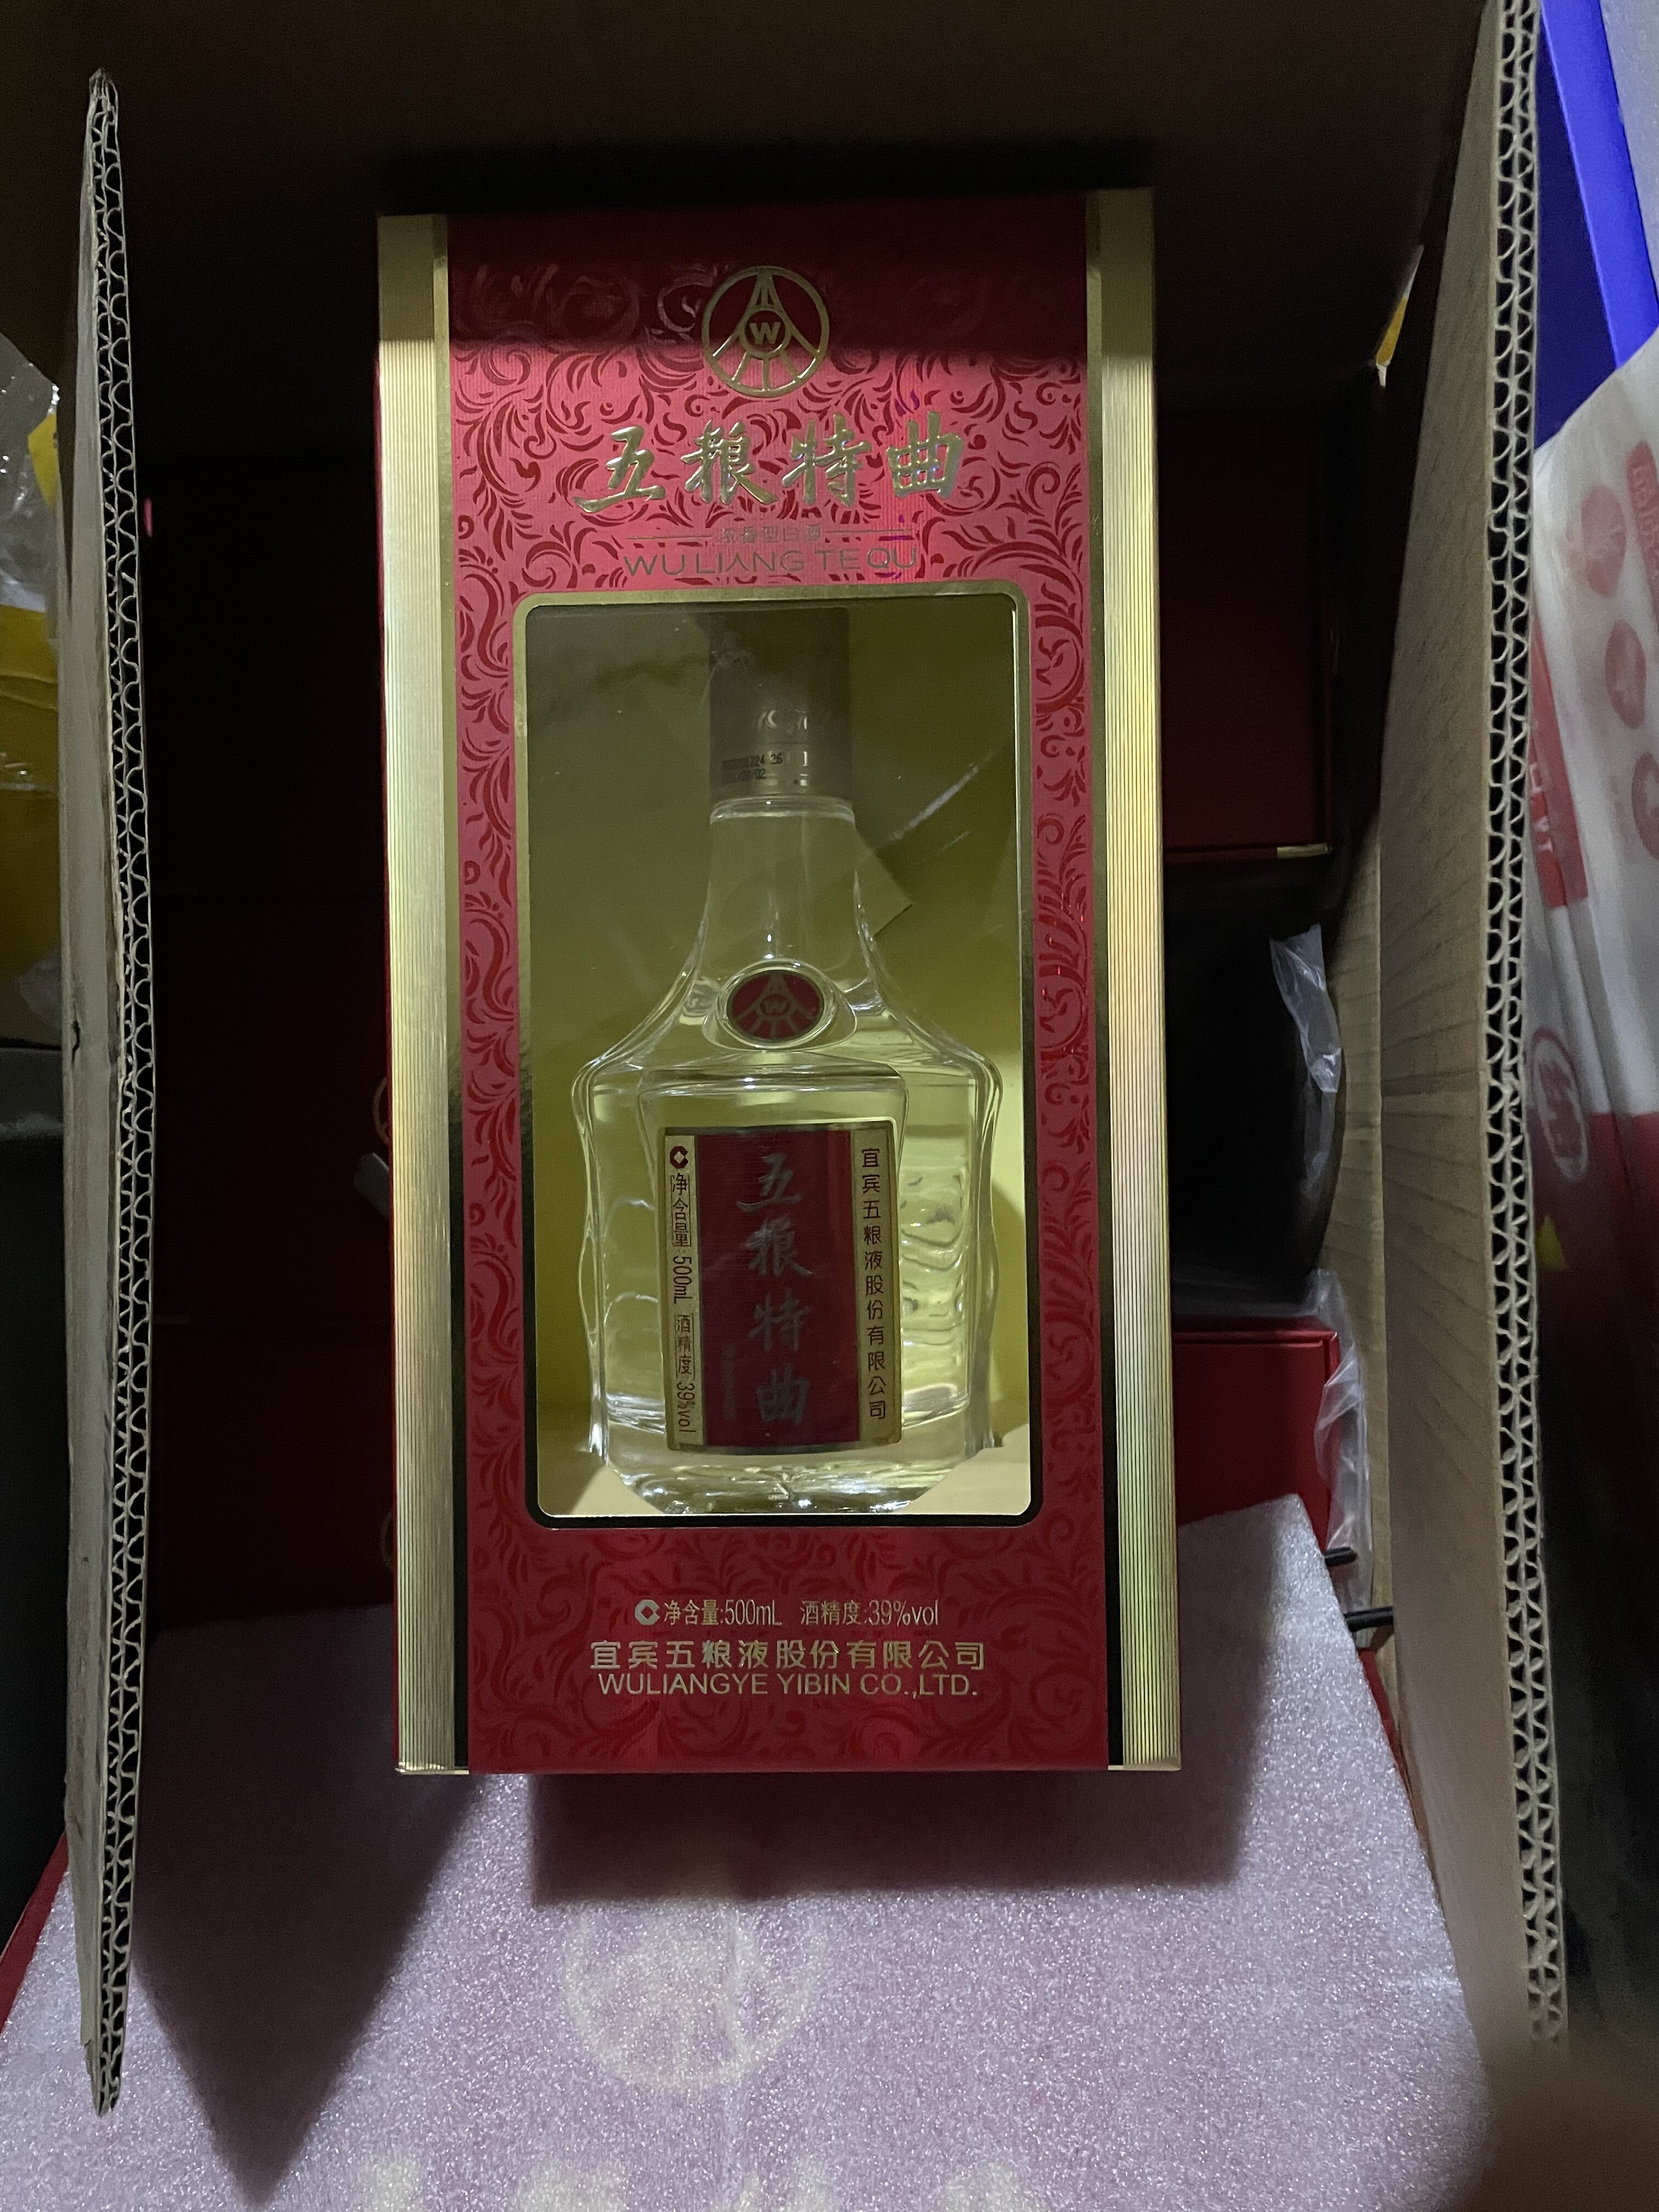 W
五粮特曲
浓香型白酒
WULIANG TE QU
W
净含量 500mL 酒精度 39%vol
五粮特曲
宜宾五粮液股份有限公司
净含量:500mL 酒精度:39%vol
宜宾五粮液股份有限公司
WULIANGYE YIBIN CO.,LTD.